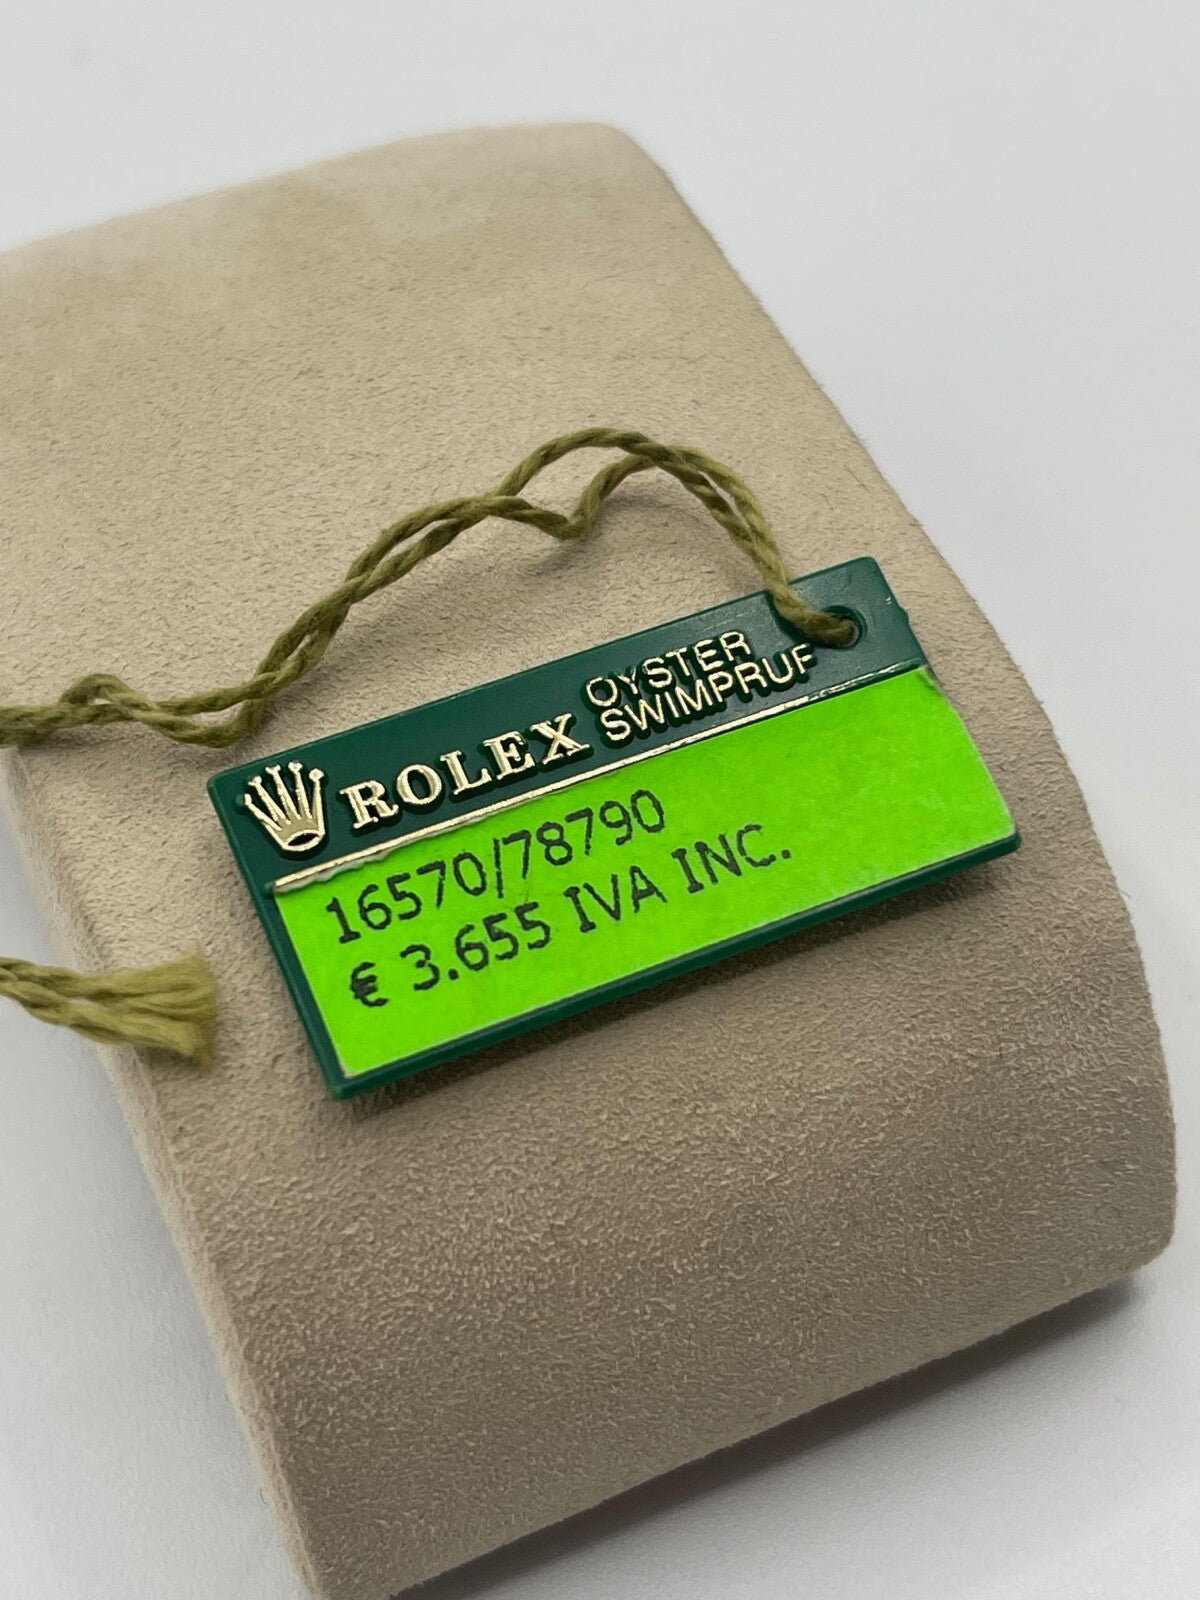 ROLEX OYSTER
SWIMPRUF
16570/78790
€ 3.655 IVA INC.